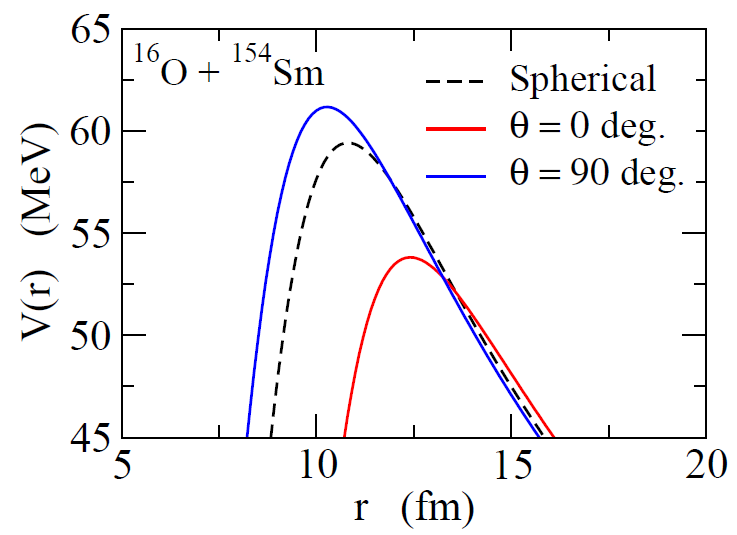 65
60
55
50
45
V(r) (MeV)
¹⁶O + ¹⁵⁴Sm
Spherical
θ = 0 deg.
θ = 90 deg.
5
10
15
20
r (fm)